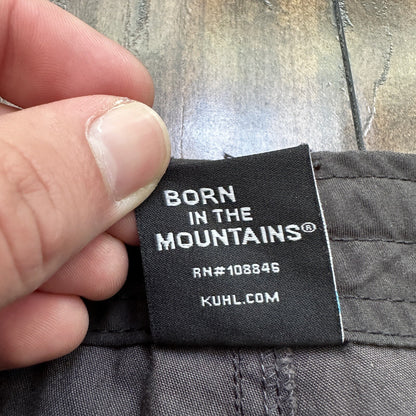 BORN
IN THE
MOUNTAINS®
RN#108846
KUHL.COM